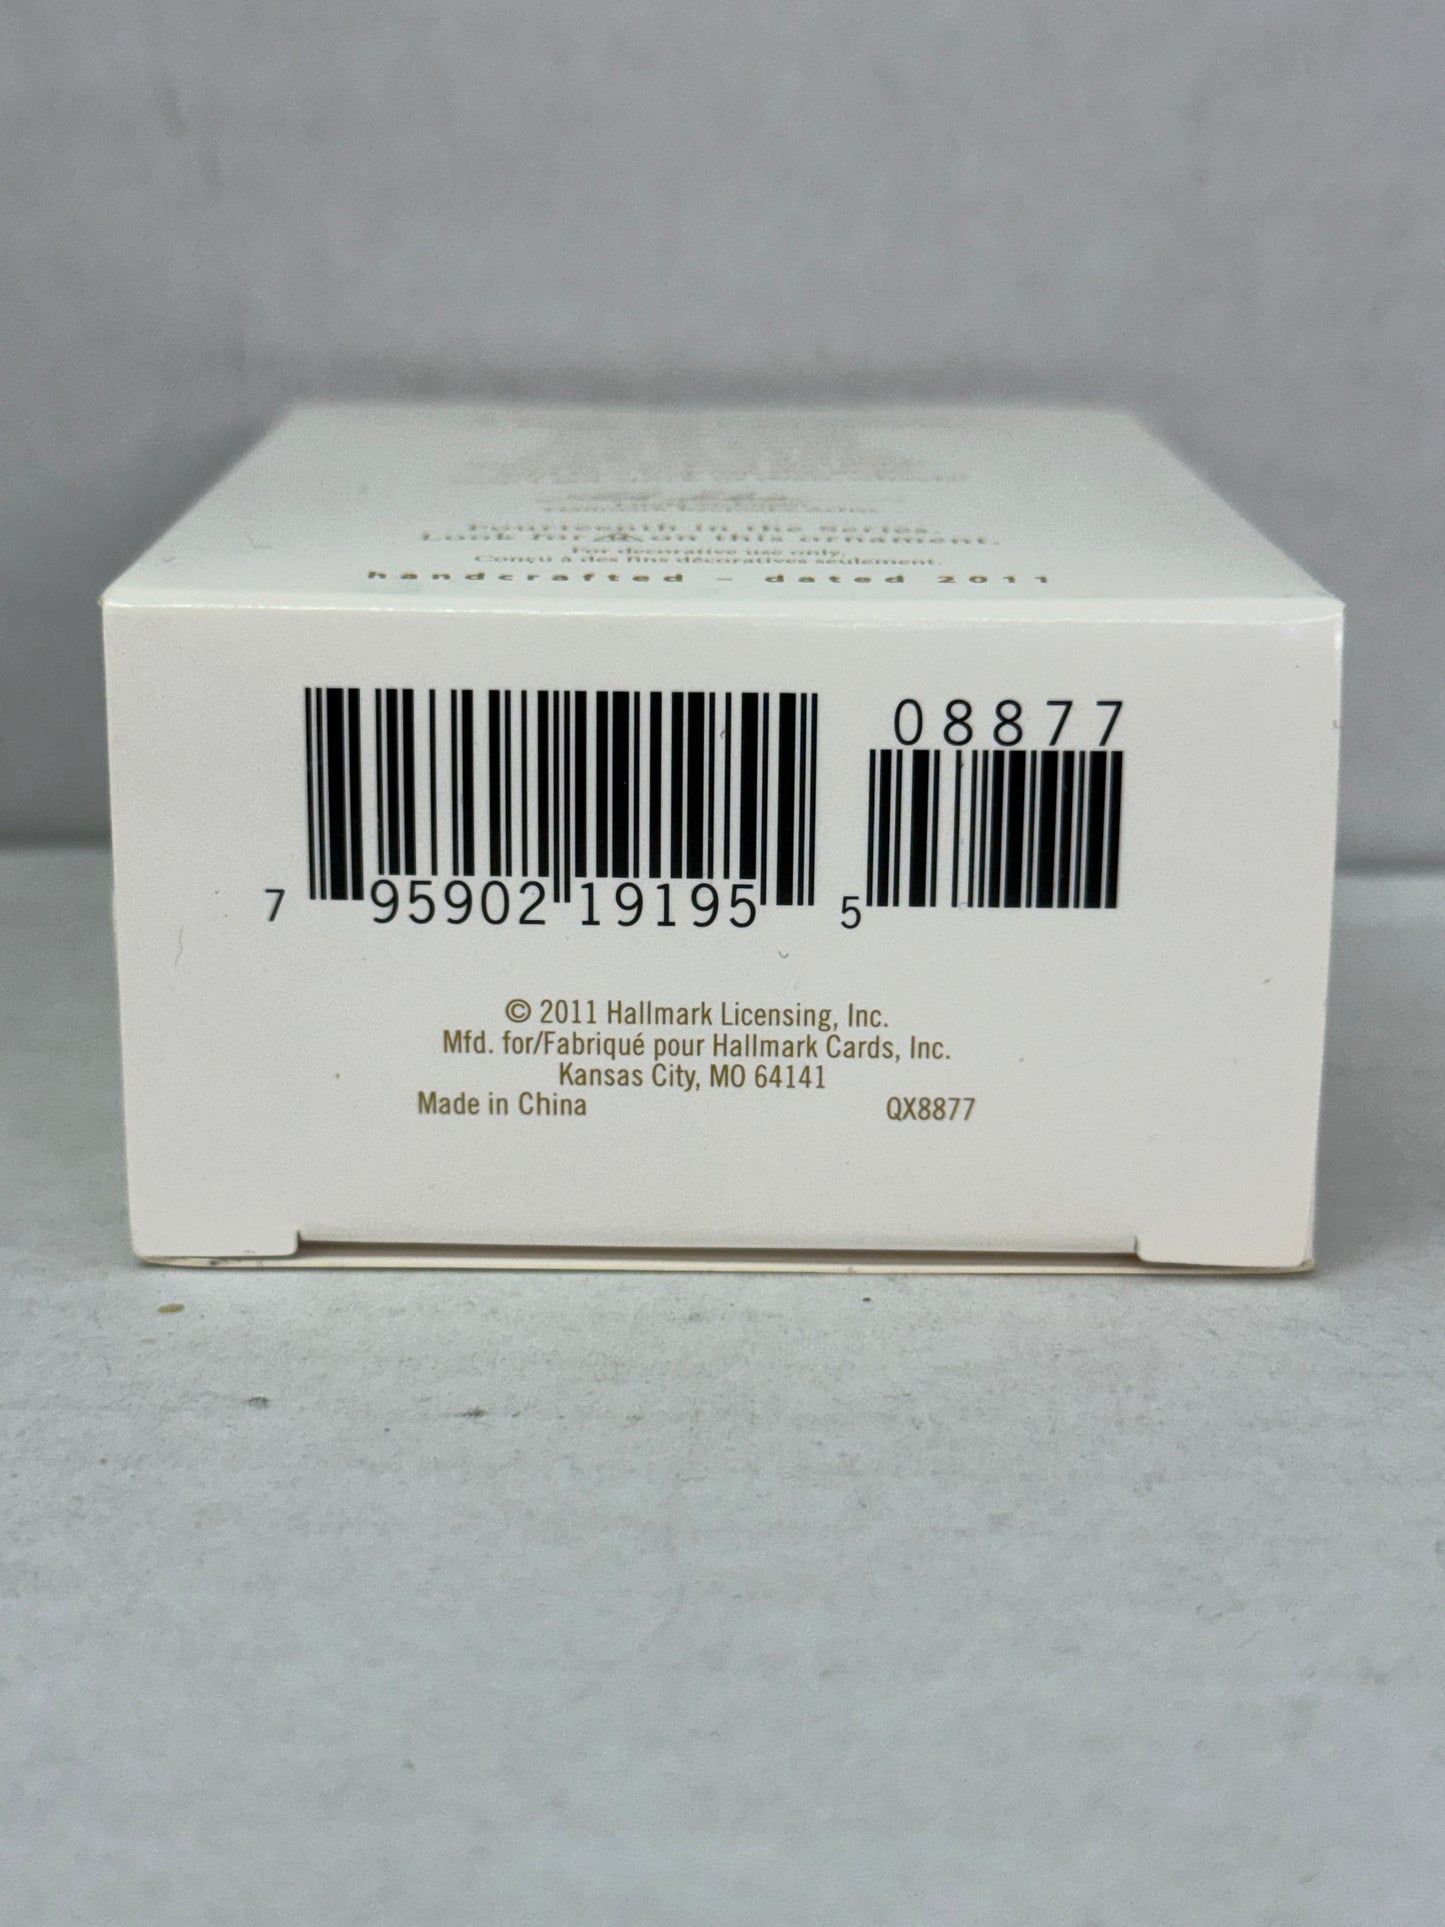 Fourteenth in the Series.
Look for on this ornament.
For decorative use only.
Conçu à des fins décoratives seulement.
handcrafted – dated 2011
08877
7 95902 19195 5
© 2011 Hallmark Licensing, Inc.
Mfd. for/Fabriqué pour Hallmark Cards, Inc.
Kansas City, MO 64141
Made in China QX8877